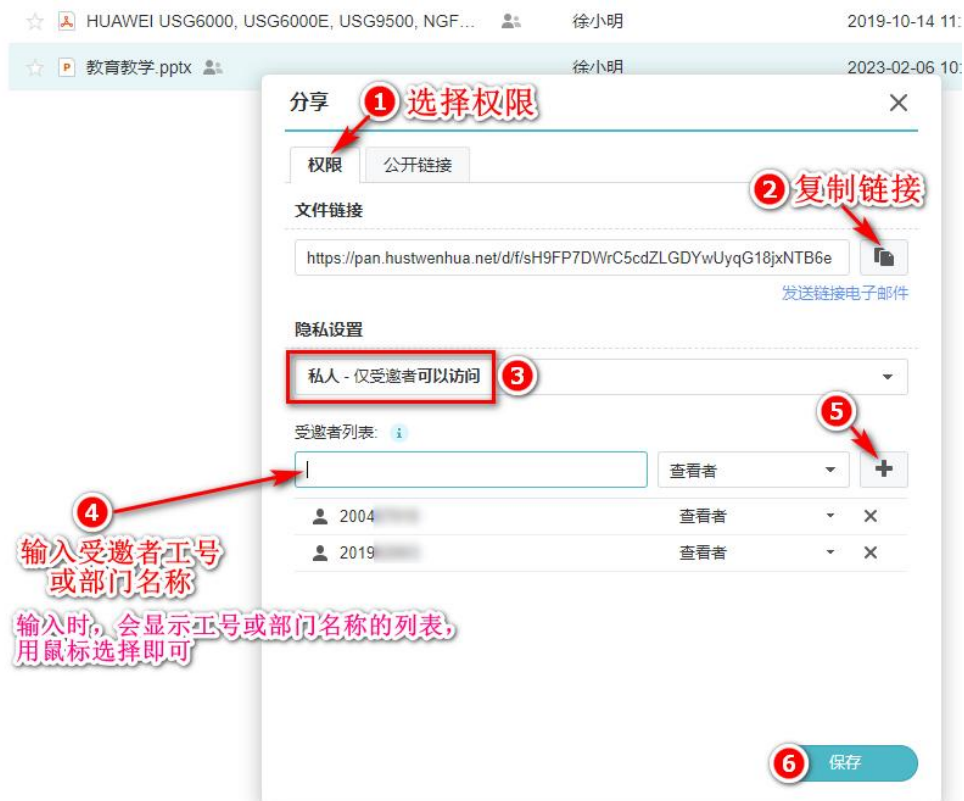 HUAWEI USG6000, USG6000E, USG9500, NGF... 徐小明 2019-10-14 11:
教育教学.pptx 徐小明 2023-02-06 10:
分享 1 选择权限
权限 公开链接
2 复制链接
文件链接
https://pan.hustwenhua.net/d/f/sH9FP7DWrC5cdZLGDYwUyqG18jxNTB6e
发送链接电子邮件
隐私设置
私人 - 仅受邀者可以访问 3
5
受邀者列表:
查看者
4
2004 查看者
输入受邀者工号
或部门名称
2019 查看者
输入时，会显示工号或部门名称的列表，
用鼠标选择即可
6 保存